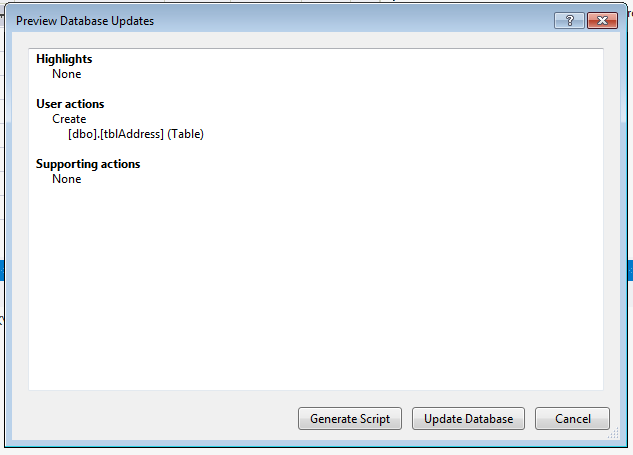 Preview Database Updates
?
Highlights
None
User actions
Create
[dbo].[tblAddress] (Table)
Supporting actions
None
Generate Script
Update Database
Cancel